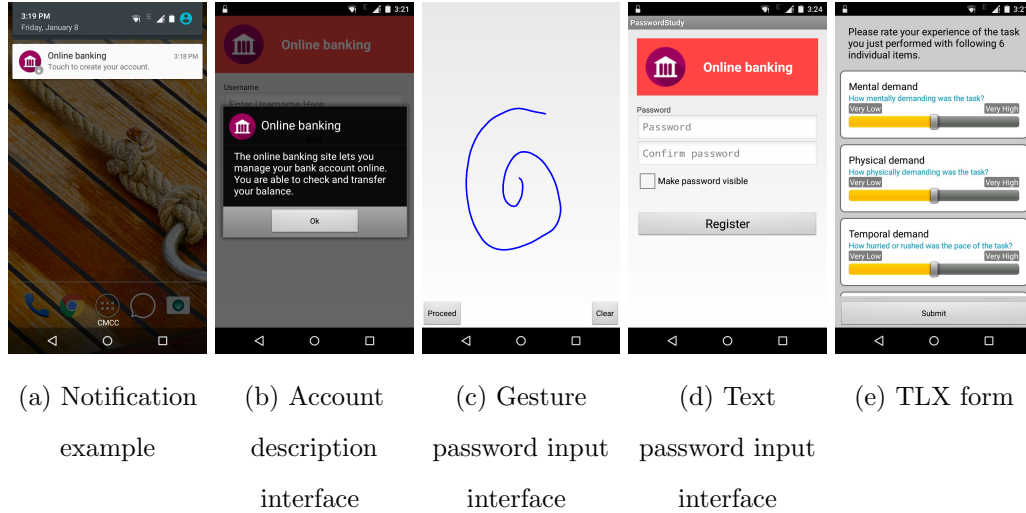 3:19 PM
Friday, January 8
E
Online banking
3:18 PM
Touch to create your account.
CMCC
E
3:21
Online banking
Username
Enter Username Here
Online banking
The online banking site lets you
manage your bank account online.
You are able to check and transfer
your balance.
Ok
Proceed
Clear
E
3:24
PasswordStudy
Online banking
Password
Password
Confirm password
Make password visible
Register
E
Please rate your experience of the task
you just performed with following 6
individual items.
Mental demand
How mentally demanding was the task?
Very Low
Very High
Physical demand
How physically demanding was the task?
Very Low
Very High
Temporal demand
How hurried or rushed was the pace of the task?
Very Low
Very High
Submit
(a) Notification
example
(b) Account
description
interface
(c) Gesture
password input
interface
(d) Text
password input
interface
(e) TLX form